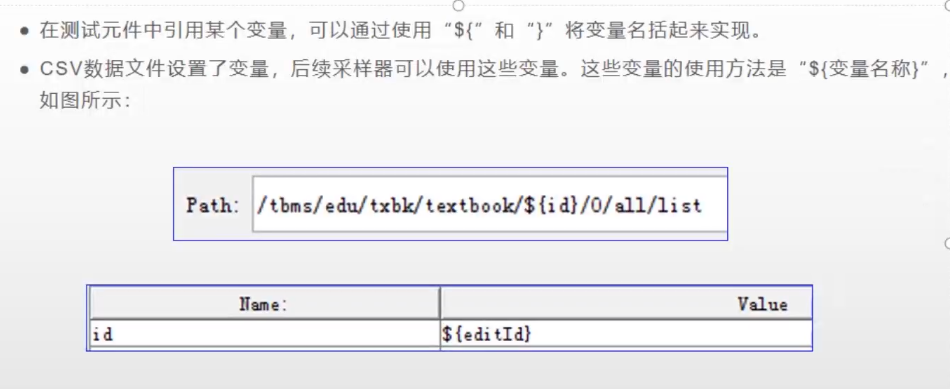 在测试元件中引用某个变量，可以通过使用“${”和“}”将变量名括起来实现。
CSV数据文件设置了变量，后续采样器可以使用这些变量。这些变量的使用方法是“${变量名称}”，
如图所示：
Path: /tbms/edu/txbk/textbook/${id}/0/all/list
Name: Value
id ${editId}